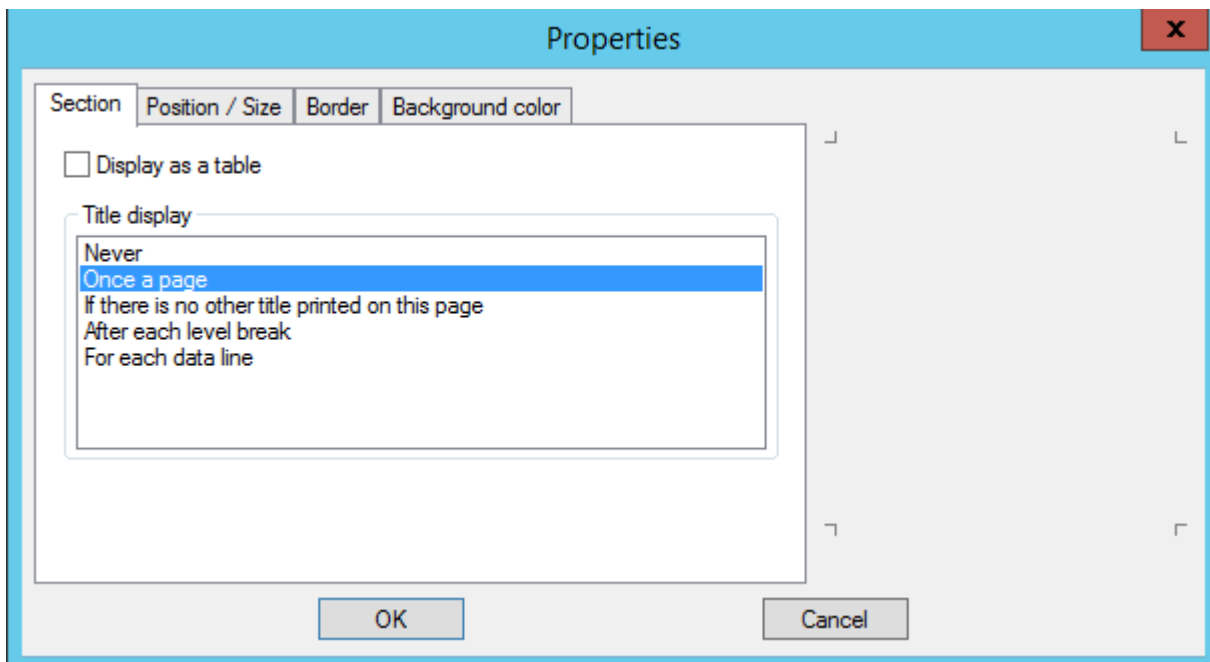 Properties
x
Section Position / Size Border Background color
Display as a table
Title display
Never
Once a page
If there is no other title printed on this page
After each level break
For each data line
OK Cancel